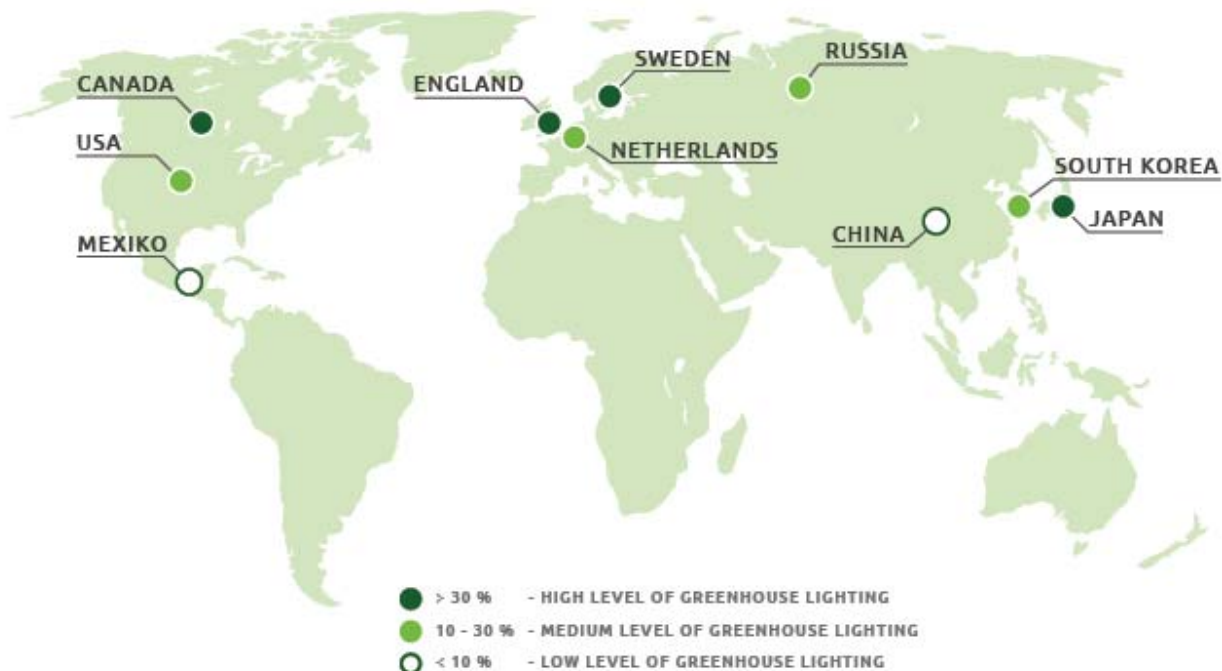 SWEDEN
RUSSIA
CANADA
ENGLAND
USA
NETHERLANDS
SOUTH KOREA
JAPAN
CHINA
MEXIKO
> 30 % - HIGH LEVEL OF GREENHOUSE LIGHTING
10 - 30 % - MEDIUM LEVEL OF GREENHOUSE LIGHTING
< 10 % - LOW LEVEL OF GREENHOUSE LIGHTING